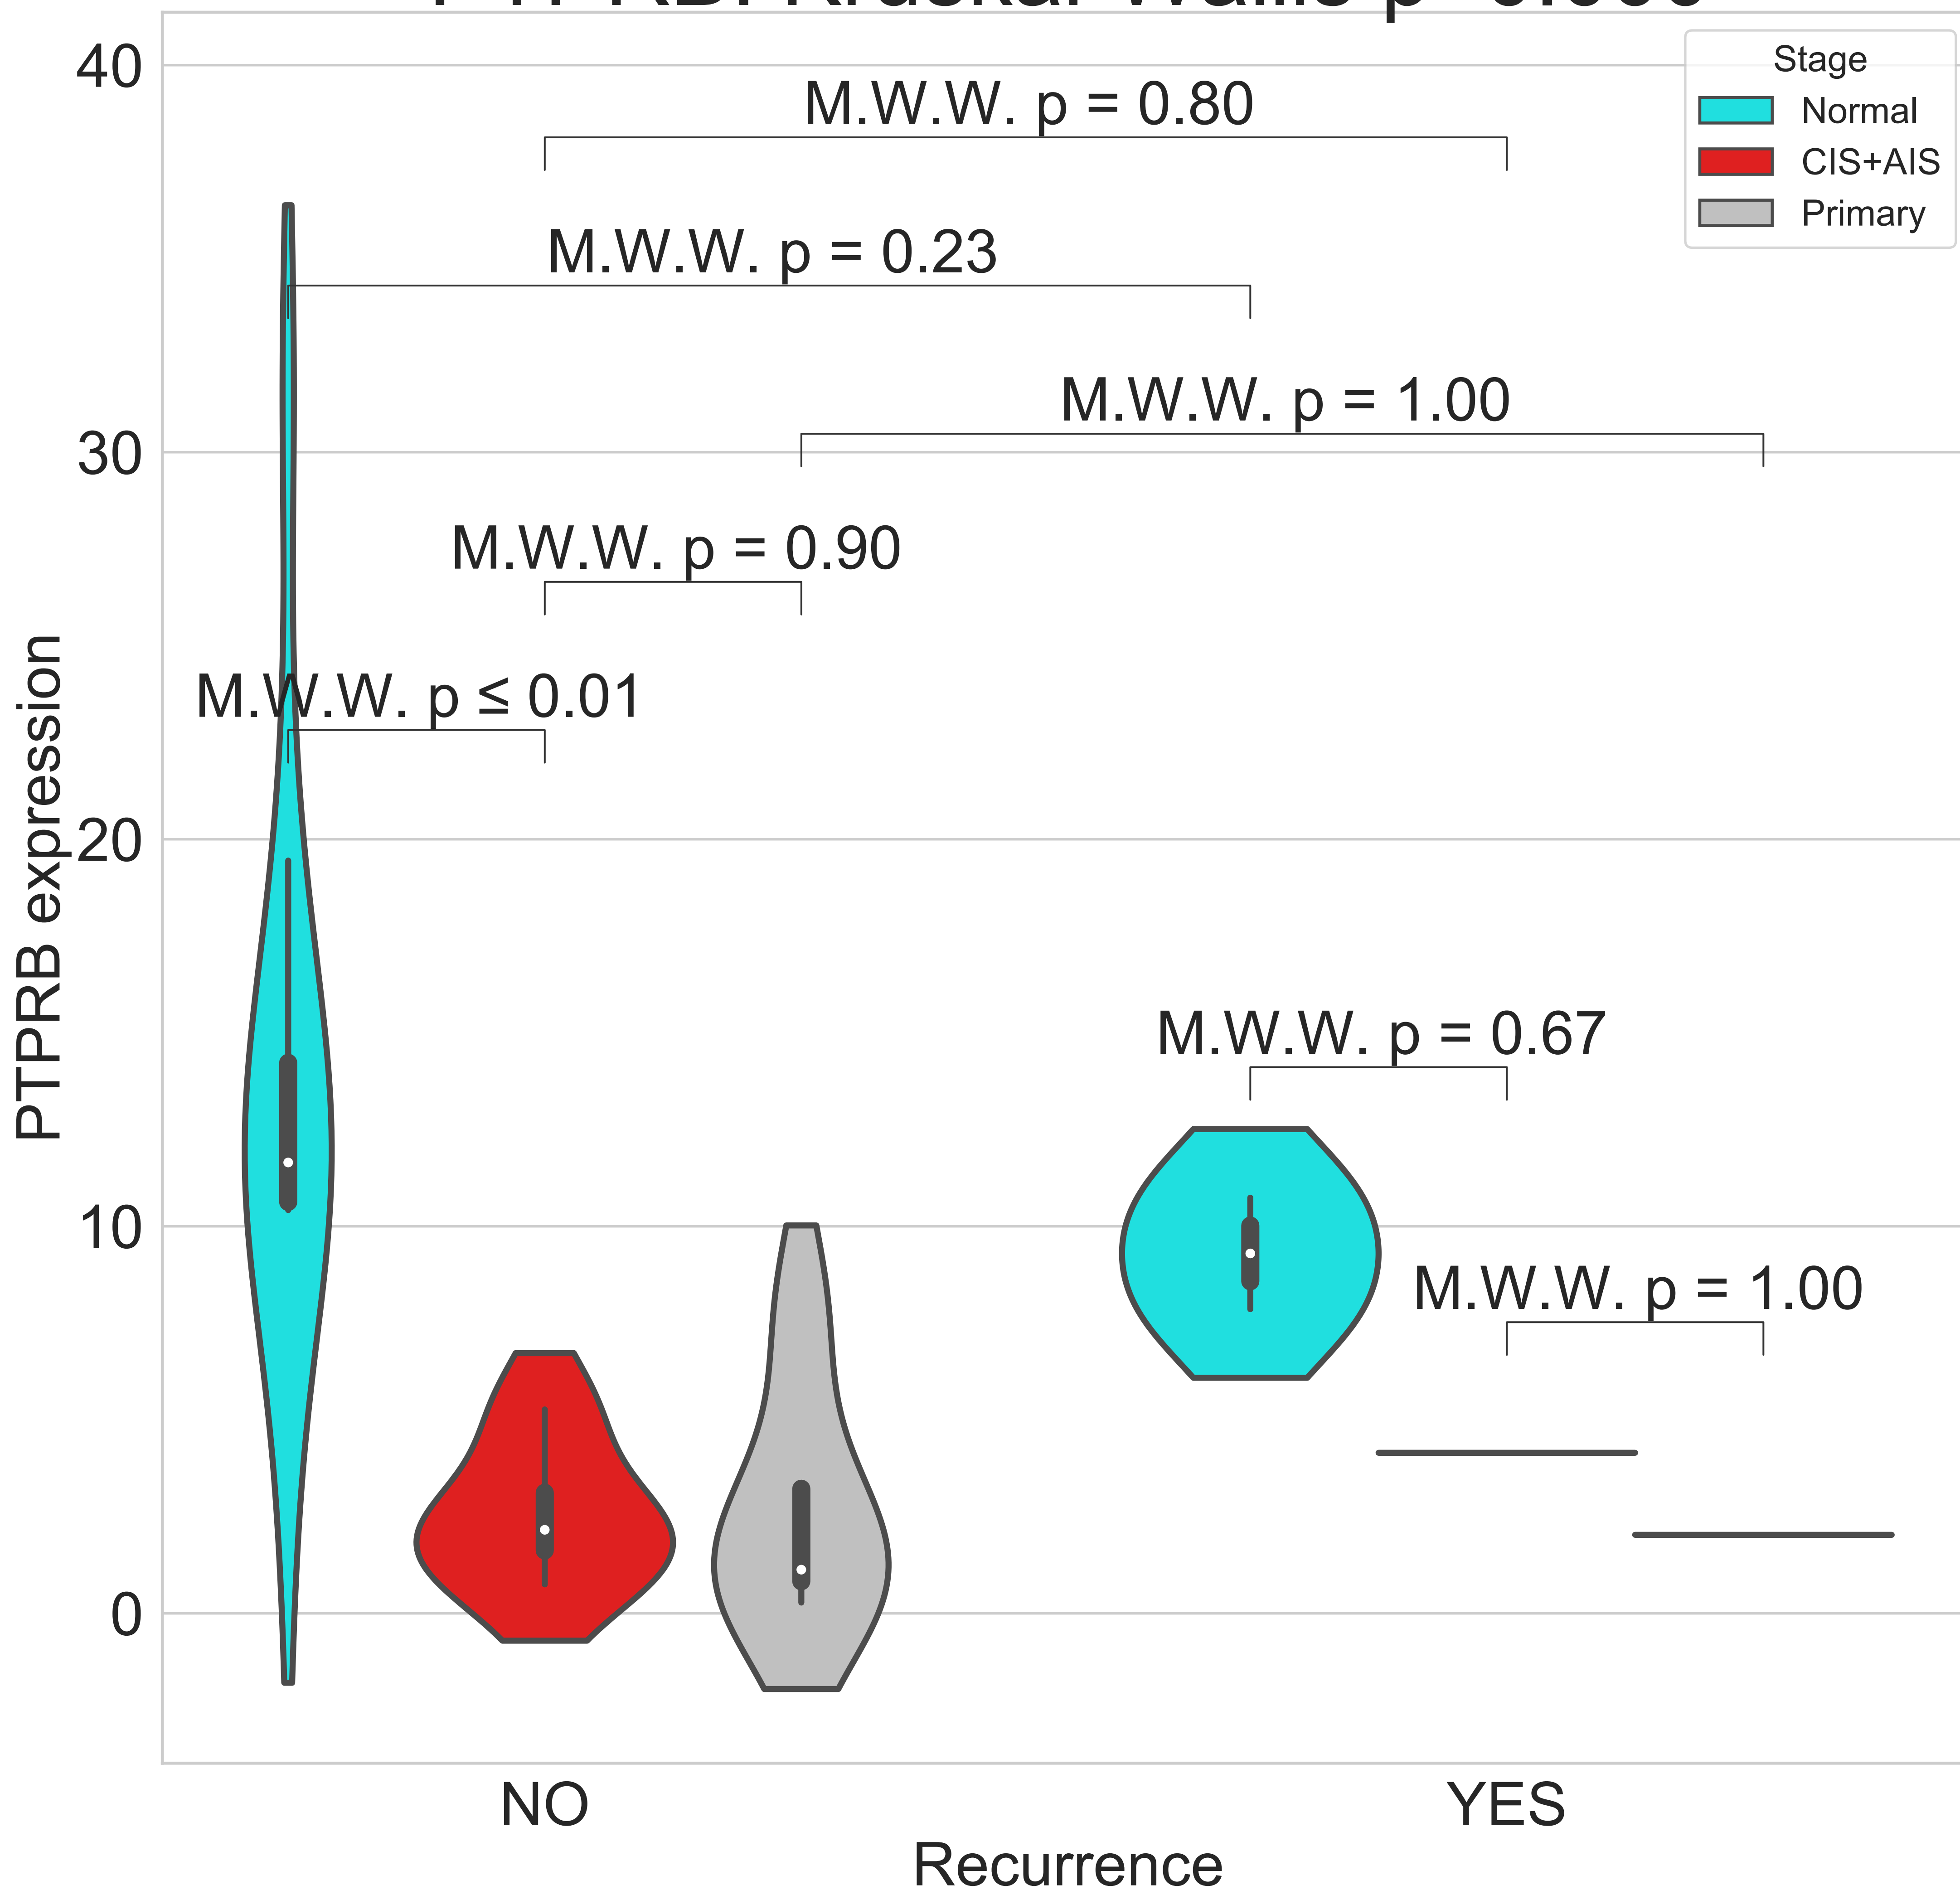 40
Stage
Normal
CIS+AIS
Primary
M.W.W. p = 0.80
M.W.W. p = 0.23
M.W.W. p = 1.00
30
M.W.W. p = 0.90
M.W.W. p ≤ 0.01
PTPRB expression
20
M.W.W. p = 0.67
10
M.W.W. p = 1.00
0
NO
YES
Recurrence